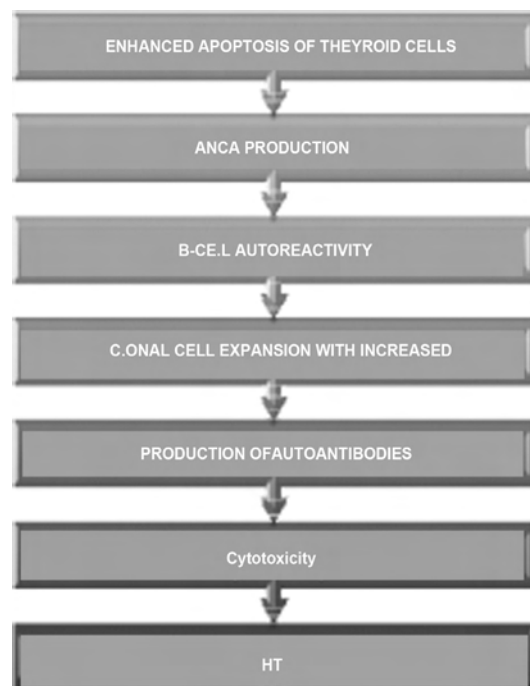 ENHANCED APOPTOSIS OF THEYROID CELLS
ANCA PRODUCTION
B-CE.L AUTOREACTIVITY
C.ONAL CELL EXPANSION WITH INCREASED
PRODUCTION OFAUTOANTIBODIES
Cytotoxicity
HT